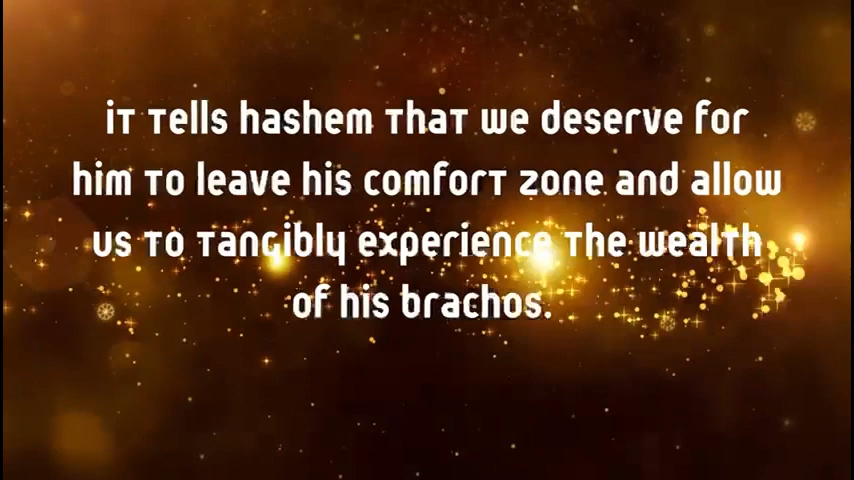 it tells hashem that we deserve for
him to leave his comfort zone and allow
us to tangibly experience the wealth
of his brachos.